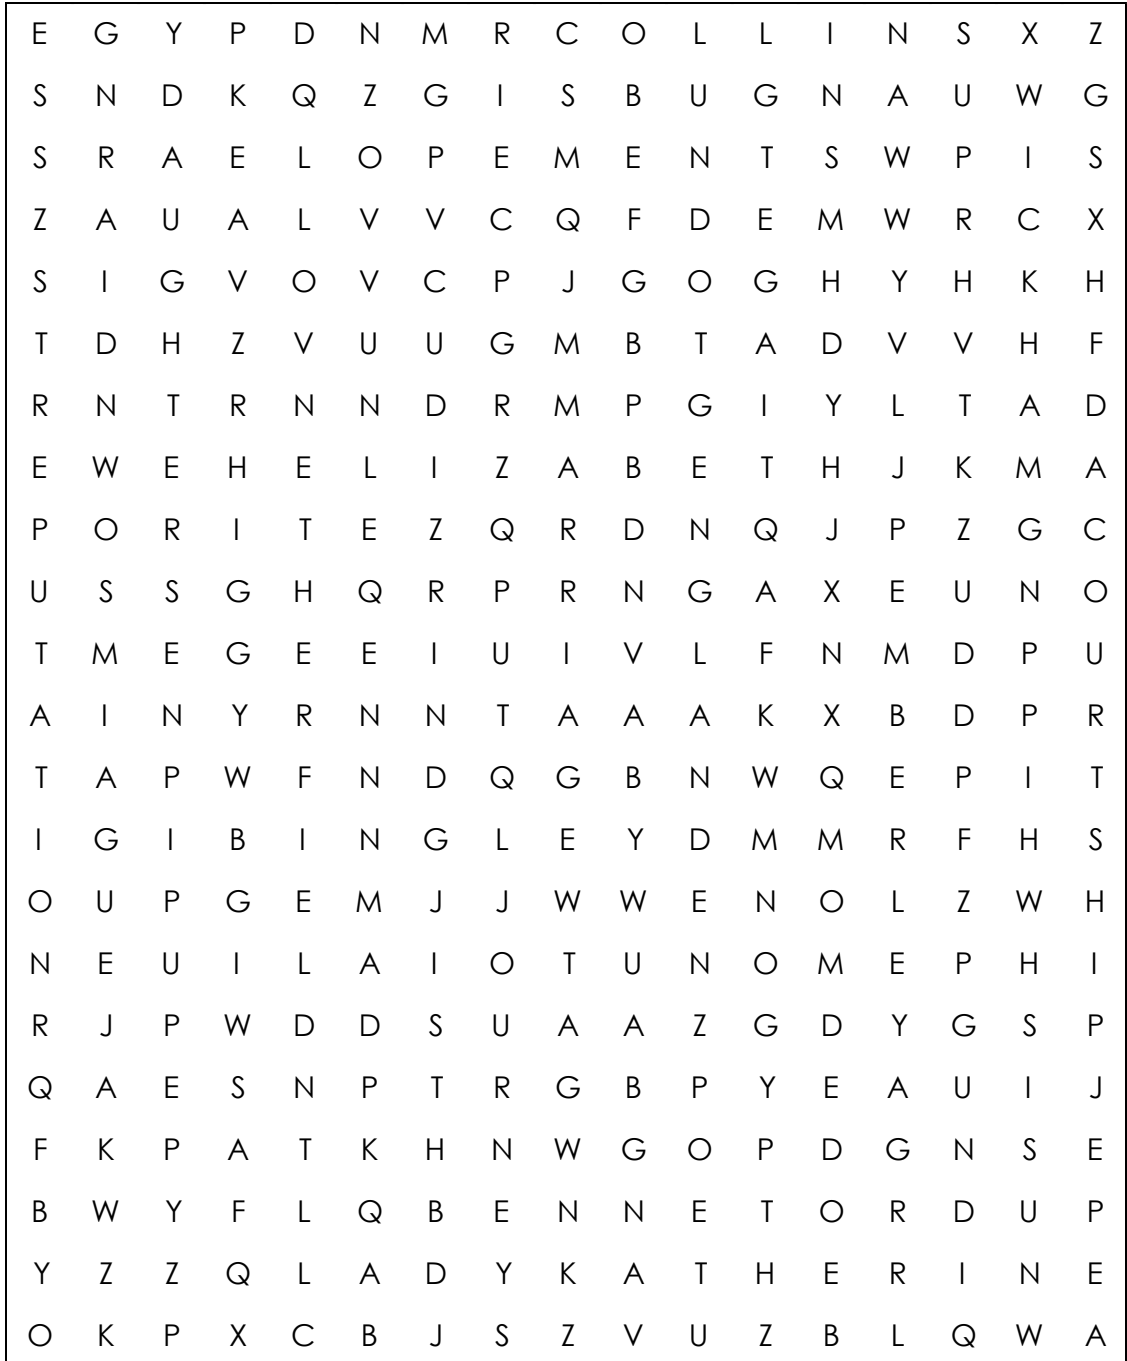 E G Y P D N M R C O L L I N S X Z
S N D K Q Z G I S B U G N A U W G
S R A E L O P E M E N T S W P I S
Z A U A L V V C Q F D E M W R C X
S I G V O V C P J G O G H Y H K H
T D H Z V U U G M B T A D V V H F
R N T R N N D R M P G I Y L T A D
E W E H E L I Z A B E T H J K M A
P O R I T E Z Q R D N Q J P Z G C
U S S G H Q R P R N G A X E U N O
T M E G E E I U I V L F N M D P U
A I N Y R N N T A A A K X B D P R
T A P W F N D Q G B N W Q E P I T
I G I B I N G L E Y D M M R F H S
O U P G E M J J W W E N O L Z W H
N E U I L A I O T U N O M E P H I
R J P W D D S U A A Z G D Y G S P
Q A E S N P T R G B P Y E A U I J
F K P A T K H N W G O P D G N S E
B W Y F L Q B E N N E T O R D U P
Y Z Z Q L A D Y K A T H E R I N E
O K P X C B J S Z V U Z B L Q W A